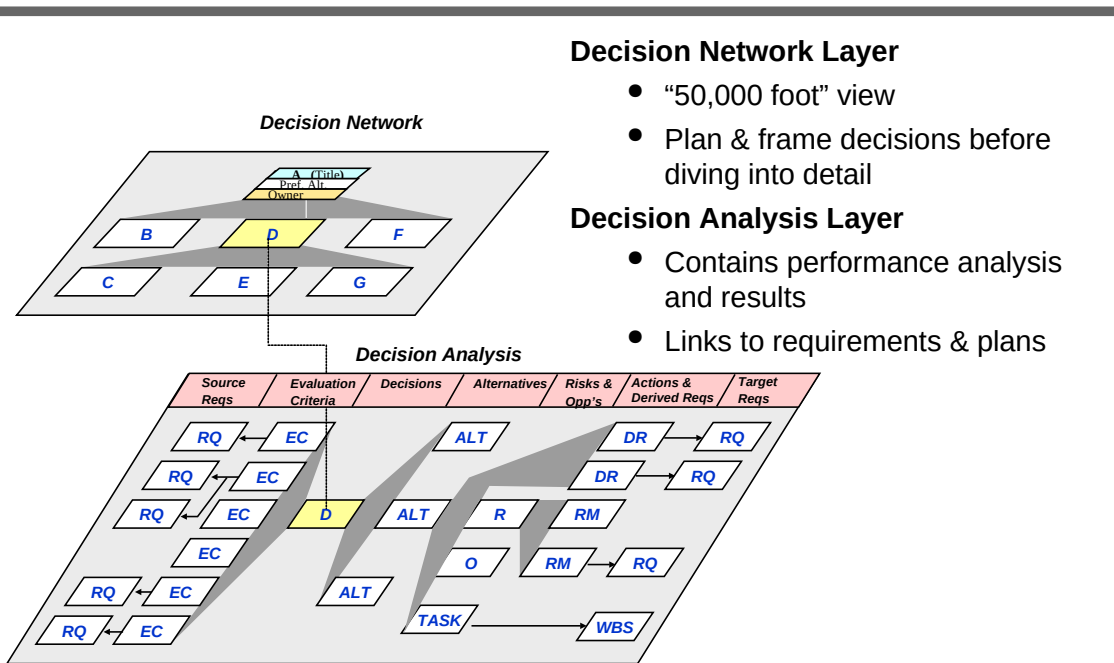 Decision Network Layer
• “50,000 foot” view
• Plan & frame decisions before
diving into detail
Decision Analysis Layer
• Contains performance analysis
and results
• Links to requirements & plans
Decision Network
A (Title)
Pref. Alt.
Owner
B D F
C E G
Decision Analysis
Source Evaluation Decisions Alternatives Risks & Actions & Target
Reqs Criteria Opp's Derived Reqs Reqs
RQ EC ALT DR RQ
RQ EC DR RQ
RQ EC D ALT R RM
EC O RM RQ
RQ EC ALT
TASK WBS
RQ EC